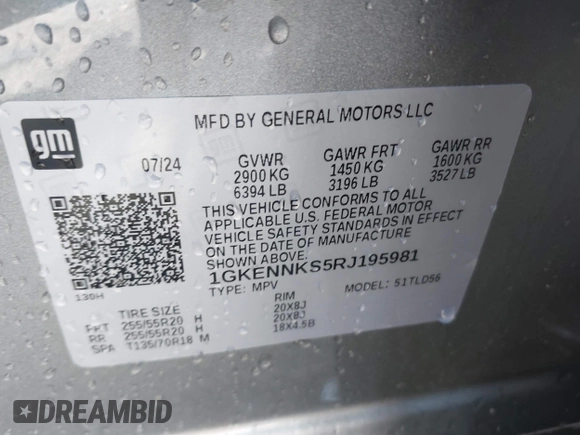 gm
MFD BY GENERAL MOTORS LLC
07/24 GVWR GAWR FRT GAWR RR
2900 KG 1450 KG 1600 KG
6394 LB 3196 LB 3527 LB
THIS VEHICLE CONFORMS TO ALL
APPLICABLE U.S. FEDERAL MOTOR
VEHICLE SAFETY STANDARDS IN EFFECT
ON THE DATE OF MANUFACTURE
SHOWN ABOVE.
1GKENNKS5RJ195981
TYPE: MPV MODEL: 51TLD56
130H
TIRE SIZE RIM
FRT 255/55R20 H 20X8J
RR 255/55R20 H 20X8J
SPA T135/70R18 M 18X4.5B
DREAMBID